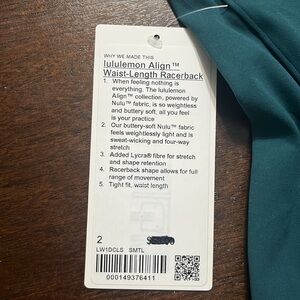 WHY WE MADE THIS
lululemon Align™
Waist-Length Racerback
1. When feeling nothing is
everything. The lululemon
Align™ collection, powered by
Nulu™ fabric, is so weightless
and buttery soft, all you feel
is your practice
2. Our buttery-soft Nulu™ fabric
feels weightlessly light and is
sweat-wicking and four-way
stretch
3. Added Lycra® fibre for stretch
and shape retention
4. Racerback shape allows for full
range of movement
5. Tight fit, waist length
2
LW1DCLS SMTL
000149376411